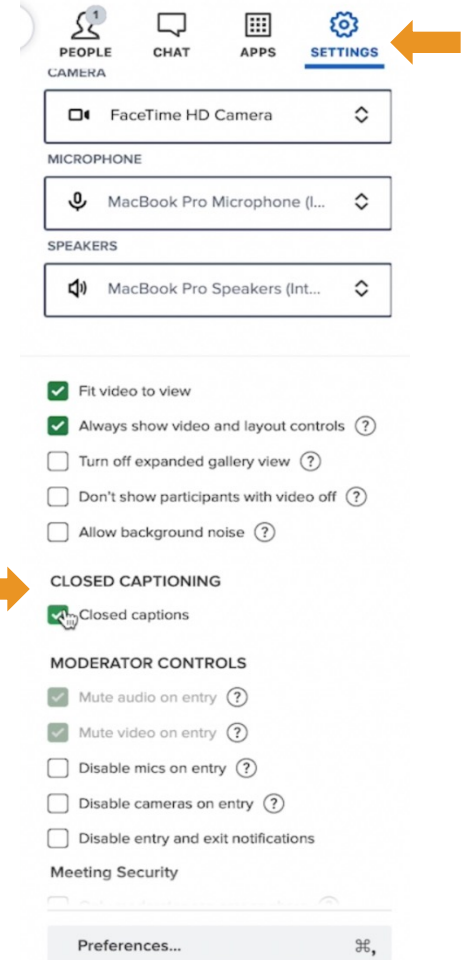 1
PEOPLE CHAT APPS SETTINGS
CAMERA
FaceTime HD Camera
MICROPHONE
MacBook Pro Microphone (I...
SPEAKERS
MacBook Pro Speakers (Int...
Fit video to view
Always show video and layout controls ?
Turn off expanded gallery view ?
Don't show participants with video off ?
Allow background noise ?
CLOSED CAPTIONING
Closed captions
MODERATOR CONTROLS
Mute audio on entry ?
Mute video on entry ?
Disable mics on entry ?
Disable cameras on entry ?
Disable entry and exit notifications
Meeting Security
Preferences... ⌘,